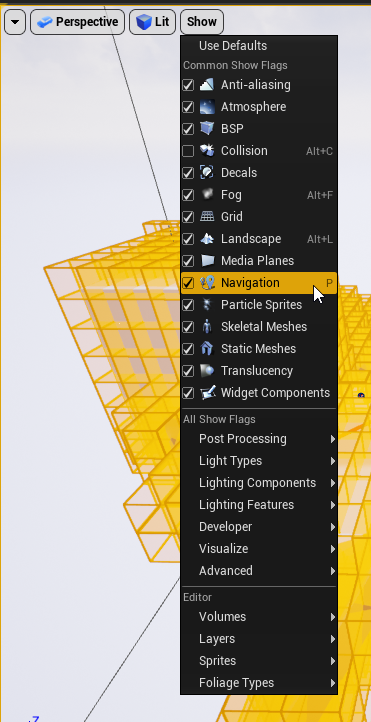 Perspective Lit Show
Use Defaults
Common Show Flags
Anti-aliasing
Atmosphere
BSP
Collision Alt+C
Decals
Fog Alt+F
Grid
Landscape Alt+L
Media Planes
Navigation P
Particle Sprites
Skeletal Meshes
Static Meshes
Translucency
Widget Components
All Show Flags
Post Processing
Light Types
Lighting Components
Lighting Features
Developer
Visualize
Advanced
Editor
Volumes
Layers
Sprites
Foliage Types
Z